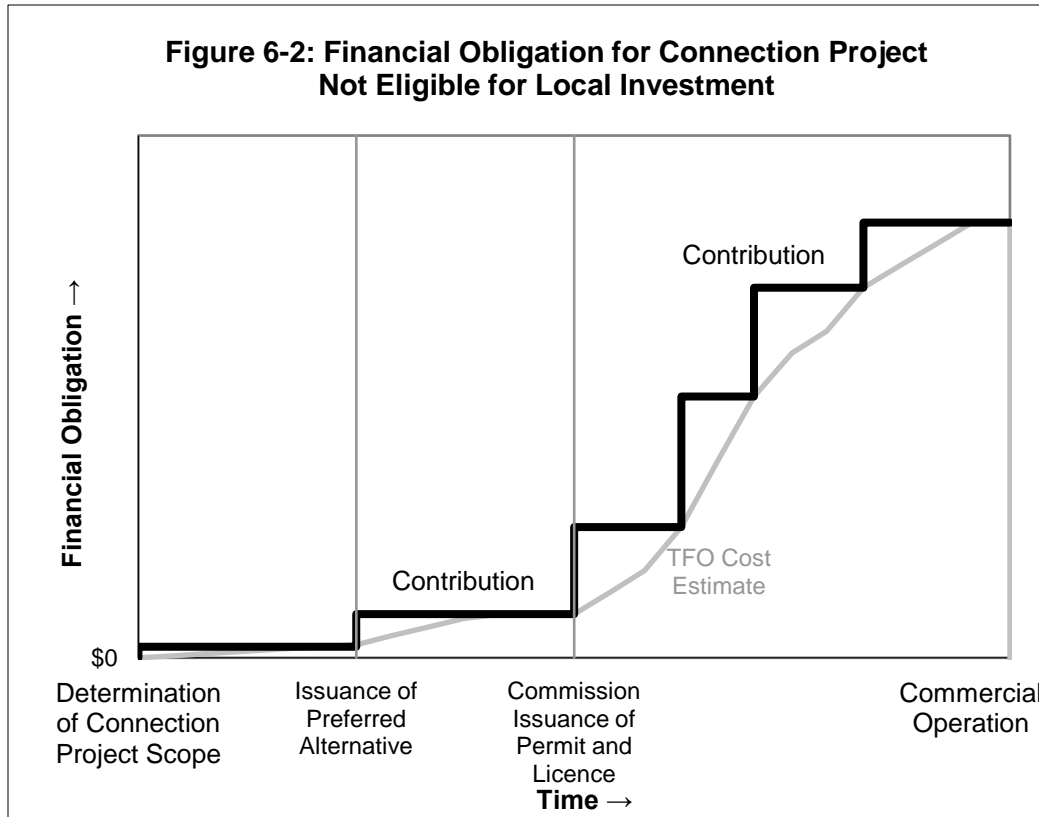 Figure 6-2: Financial Obligation for Connection Project
Not Eligible for Local Investment
Financial Obligation →
Contribution
Contribution
TFO Cost
Estimate
$0
Determination
of Connection
Project Scope
Issuance of
Preferred
Alternative
Commission
Issuance of
Permit and
Licence
Commercial
Operation
Time →